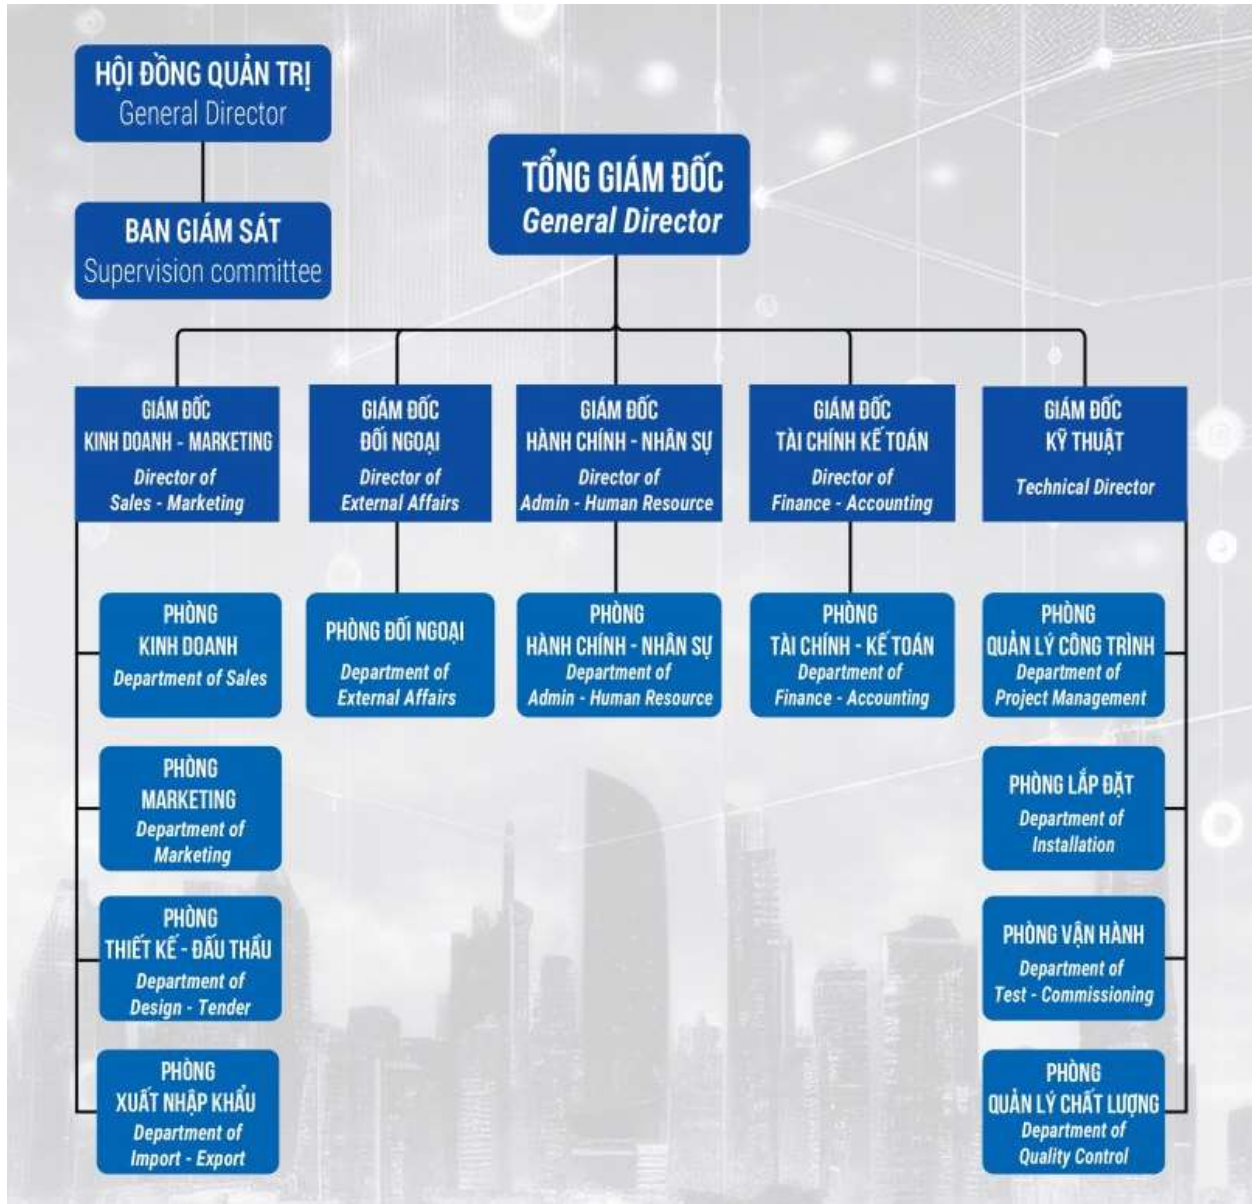 HỘI ĐỒNG QUẢN TRỊ
General Director
BAN GIÁM SÁT
Supervision committee
TỔNG GIÁM ĐỐC
General Director
GIÁM ĐỐC
KINH DOANH - MARKETING
Director of
Sales - Marketing
GIÁM ĐỐC
ĐỐI NGOẠI
Director of
External Affairs
GIÁM ĐỐC
HÀNH CHÍNH - NHÂN SỰ
Director of
Admin - Human Resource
GIÁM ĐỐC
TÀI CHÍNH KẾ TOÁN
Director of
Finance - Accounting
GIÁM ĐỐC
KỸ THUẬT
Technical Director
PHÒNG
KINH DOANH
Department of Sales
PHÒNG ĐỐI NGOẠI
Department of
External Affairs
PHÒNG
HÀNH CHÍNH - NHÂN SỰ
Department of
Admin - Human Resource
PHÒNG
TÀI CHÍNH - KẾ TOÁN
Department of
Finance - Accounting
PHÒNG
QUẢN LÝ CÔNG TRÌNH
Department of
Project Management
PHÒNG
MARKETING
Department of
Marketing
PHÒNG LẮP ĐẶT
Department of
Installation
PHÒNG
THIẾT KẾ - ĐẤU THẦU
Department of
Design - Tender
PHÒNG VẬN HÀNH
Department of
Test - Commissioning
PHÒNG
XUẤT NHẬP KHẨU
Department of
Import - Export
PHÒNG
QUẢN LÝ CHẤT LƯỢNG
Department of
Quality Control